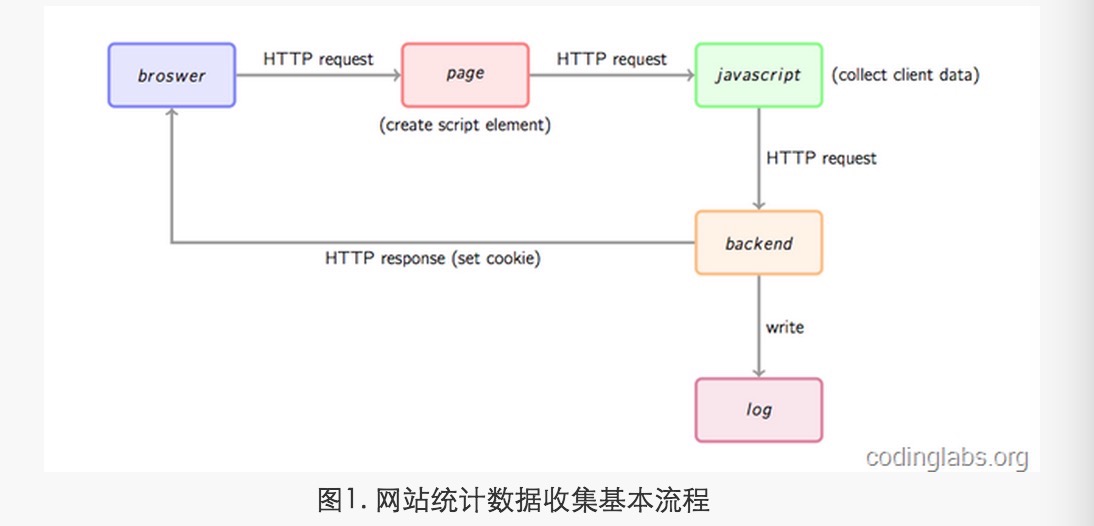 HTTP request
HTTP request
broswer
page
javascript
(collect client data)
(create script element)
HTTP request
backend
HTTP response (set cookie)
write
log
codinglabs.org
图1. 网站统计数据收集基本流程